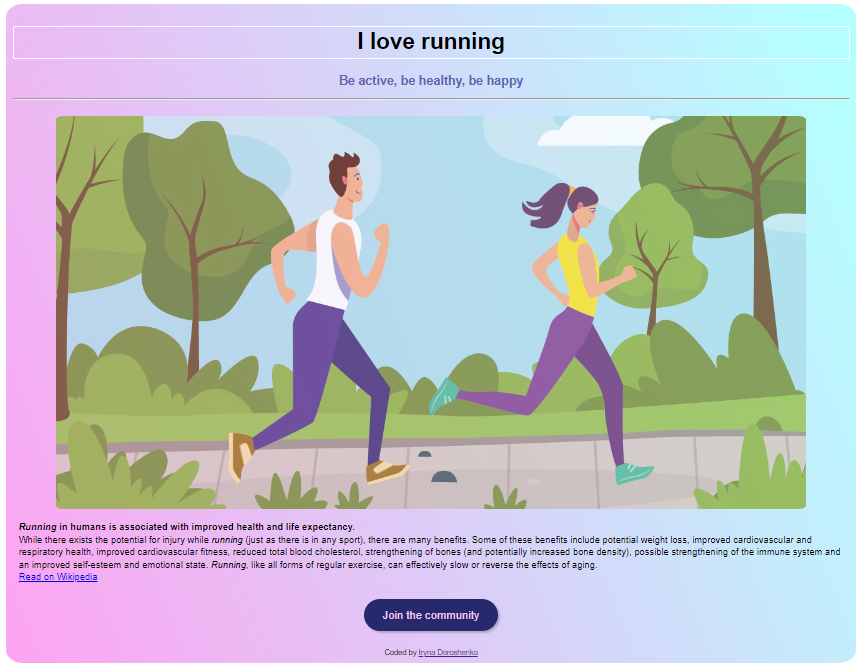 I love running
Be active, be healthy, be happy
Running in humans is associated with improved health and life expectancy.
While there exists the potential for injury while running (just as there is in any sport), there are many benefits. Some of these benefits include potential weight loss, improved cardiovascular and
respiratory health, improved cardiovascular fitness, reduced total blood cholesterol, strengthening of bones (and potentially increased bone density), possible strengthening of the immune system and
an improved self-esteem and emotional state. Running, like all forms of regular exercise, can effectively slow or reverse the effects of aging.
Read on Wikipedia
Join the community
Coded by Iryna Doroshenko